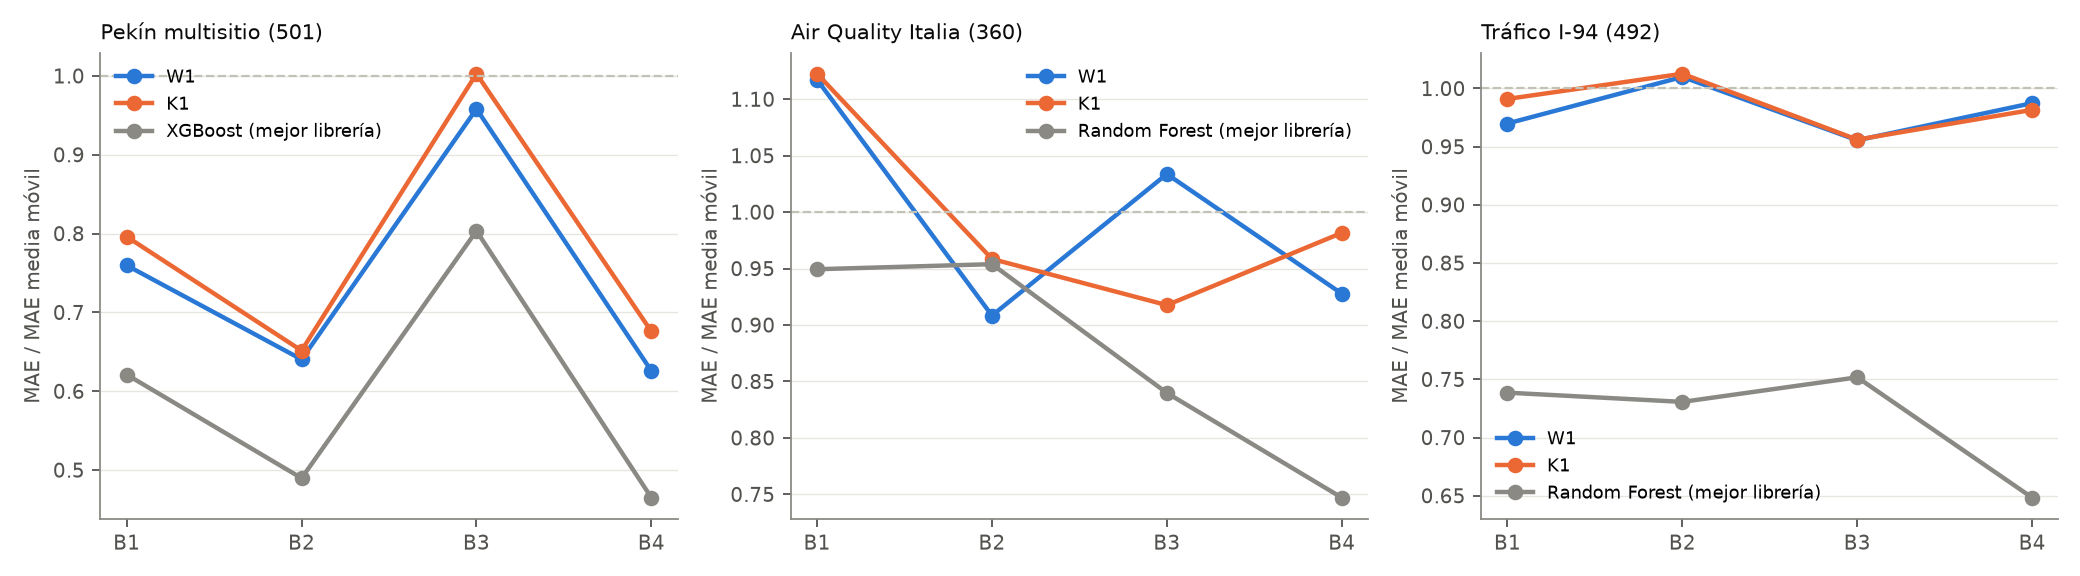 Pekín multisitio (501)
W1
K1
XGBoost (mejor librería)
MAE / MAE media móvil
1.0
0.9
0.8
0.7
0.6
0.5
B1
B2
B3
B4
Air Quality Italia (360)
W1
K1
Random Forest (mejor librería)
MAE / MAE media móvil
1.10
1.05
1.00
0.95
0.90
0.85
0.80
0.75
B1
B2
B3
B4
Tráfico I-94 (492)
MAE / MAE media móvil
1.00
0.95
0.90
0.85
0.80
0.75
0.70
0.65
W1
K1
Random Forest (mejor librería)
B1
B2
B3
B4